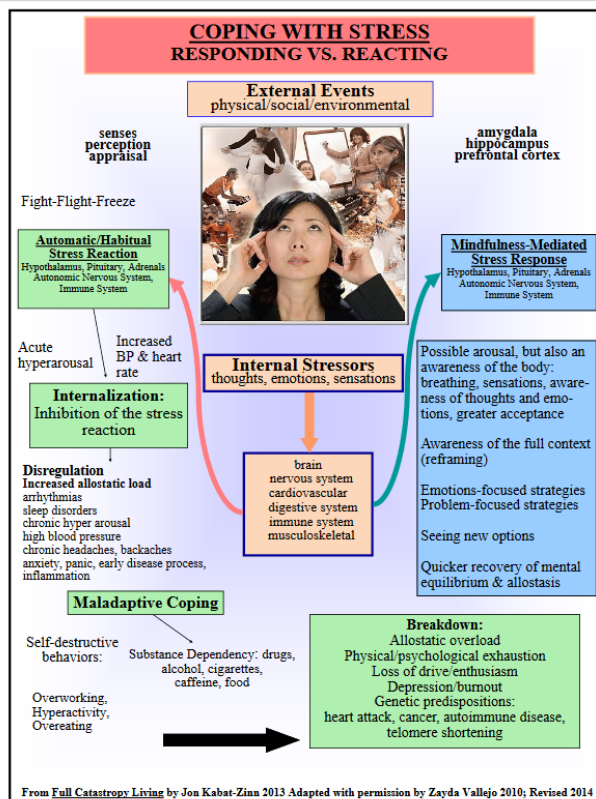 COPING WITH STRESS
RESPONDING VS. REACTING
External Events
physical/social/environmental
senses
perception
appraisal
amygdala
hippocampus
prefrontal cortex
Fight-Flight-Freeze
Automatic/Habitual
Stress Reaction
Hypothalamus, Pituitary, Adrenals
Autonomic Nervous System,
Immune System
Mindfulness-Mediated
Stress Response
Hypothalamus, Pituitary, Adrenals
Autonomic Nervous System,
Immune System
Acute
hyperarousal
Increased
BP & heart
rate
Internal Stressors
thoughts, emotions, sensations
Possible arousal, but also an
awareness of the body:
breathing, sensations, aware-
ness of thoughts and emo-
tions, greater acceptance
Awareness of the full context
(reframing)
Emotions-focused strategies
Problem-focused strategies
Seeing new options
Quicker recovery of mental
equilibrium & allostasis
Internalization:
Inhibition of the stress
reaction
brain
nervous system
cardiovascular
digestive system
immune system
musculoskeletal
Disregulation
Increased allostatic load
arrhythmias
sleep disorders
chronic hyper arousal
high blood pressure
chronic headaches, backaches
anxiety, panic, early disease process,
inflammation
Maladaptive Coping
Self-destructive
behaviors:
Substance Dependency: drugs,
alcohol, cigarettes,
caffeine, food
Overworking,
Hyperactivity,
Overeating
Breakdown:
Allostatic overload
Physical/psychological exhaustion
Loss of drive/enthusiasm
Depression/burnout
Genetic predispositions:
heart attack, cancer, autoimmune disease,
telomere shortening
From Full Catastropy Living by Jon Kabat-Zinn 2013 Adapted with permission by Zayda Vallejo 2010; Revised 2014